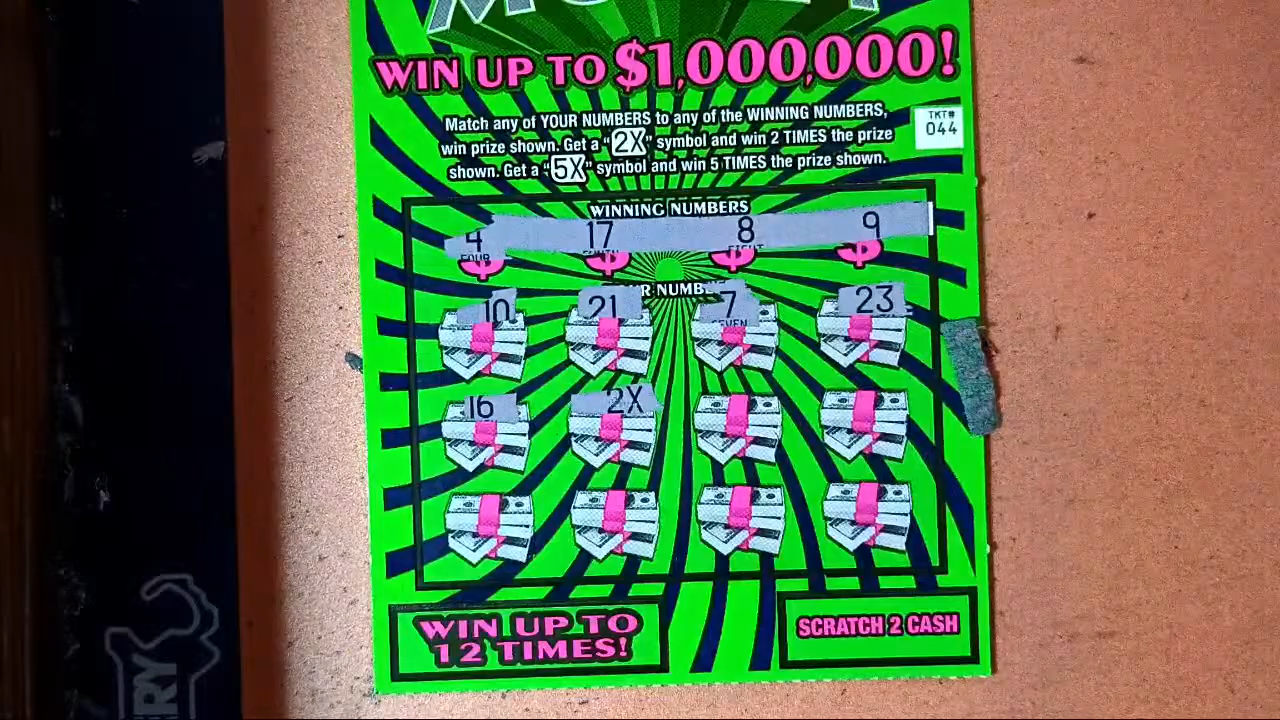 WIN UP TO $1,000,000!
Match any of YOUR NUMBERS to any of the WINNING NUMBERS,
win prize shown. Get a "2X" symbol and win 2 TIMES the prize
shown. Get a "5X" symbol and win 5 TIMES the prize shown.
TKT#
044
WINNING NUMBERS
4 17 8 9
FOUR EIGHT
10 21 7 23
SEVEN
16 2X
WIN UP TO
12 TIMES!
SCRATCH 2 CASH